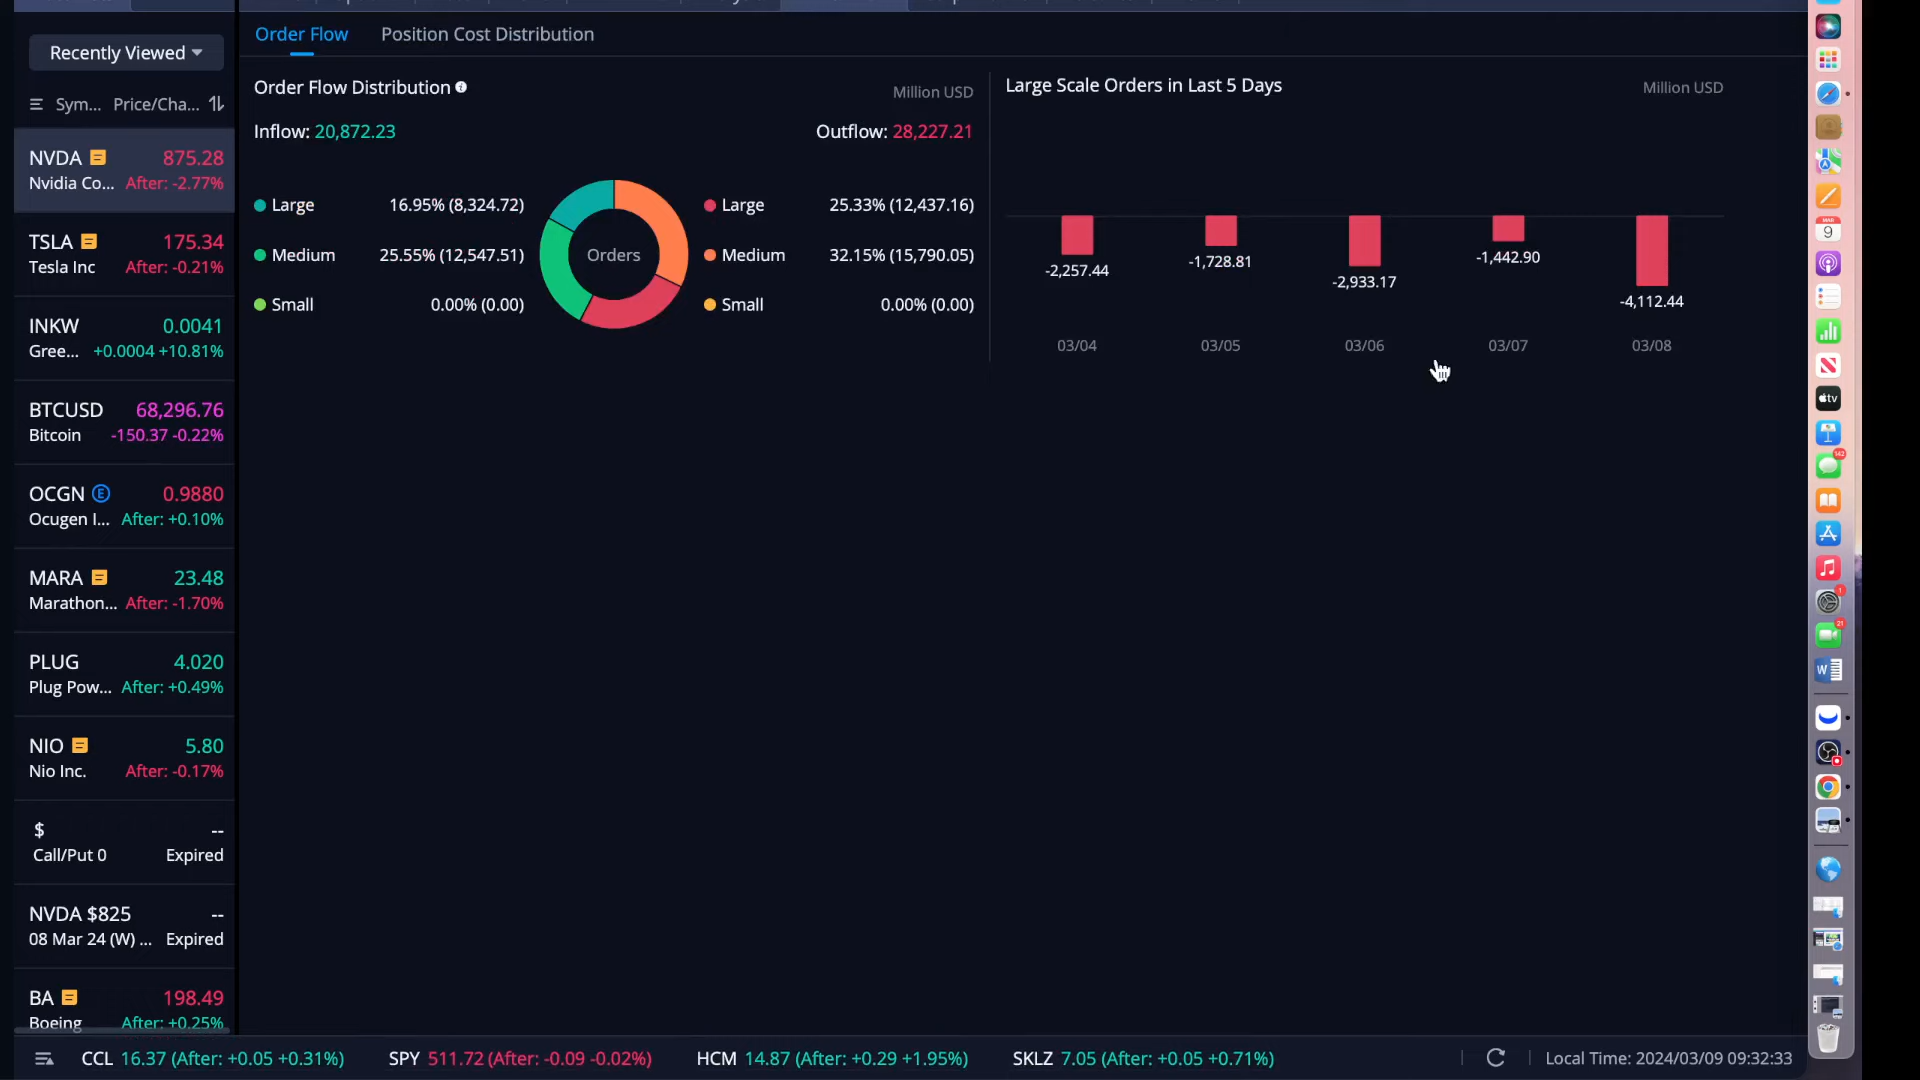 Order Flow
Position Cost Distribution
Recently Viewed
Sym... Price/Cha...
NVDA 875.28
Nvidia Co... After: -2.77%
TSLA 175.34
Tesla Inc After: -0.21%
INKW 0.0041
Gree... +0.0004 +10.81%
BTCUSD 68,296.76
Bitcoin -150.37 -0.22%
OCGN E 0.9880
Ocugen I... After: +0.10%
MARA 23.48
Marathon... After: -1.70%
PLUG 4.020
Plug Pow... After: +0.49%
NIO 5.80
Nio Inc. After: -0.17%
$ --
Call/Put 0 Expired
NVDA $825 --
08 Mar 24 (W) ... Expired
BA 198.49
Boeing After: +0.25%
Order Flow Distribution
Million USD
Inflow: 20,872.23
Outflow: 28,227.21
Large 16.95% (8,324.72)
Medium 25.55% (12,547.51)
Small 0.00% (0.00)
Orders
Large 25.33% (12,437.16)
Medium 32.15% (15,790.05)
Small 0.00% (0.00)
Large Scale Orders in Last 5 Days
Million USD
-2,257.44
-1,728.81
-2,933.17
-1,442.90
-4,112.44
03/04 03/05 03/06 03/07 03/08
9
tv
142
1
21
W
CCL 16.37 (After: +0.05 +0.31%)
SPY 511.72 (After: -0.09 -0.02%)
HCM 14.87 (After: +0.29 +1.95%)
SKLZ 7.05 (After: +0.05 +0.71%)
Local Time: 2024/03/09 09:32:33